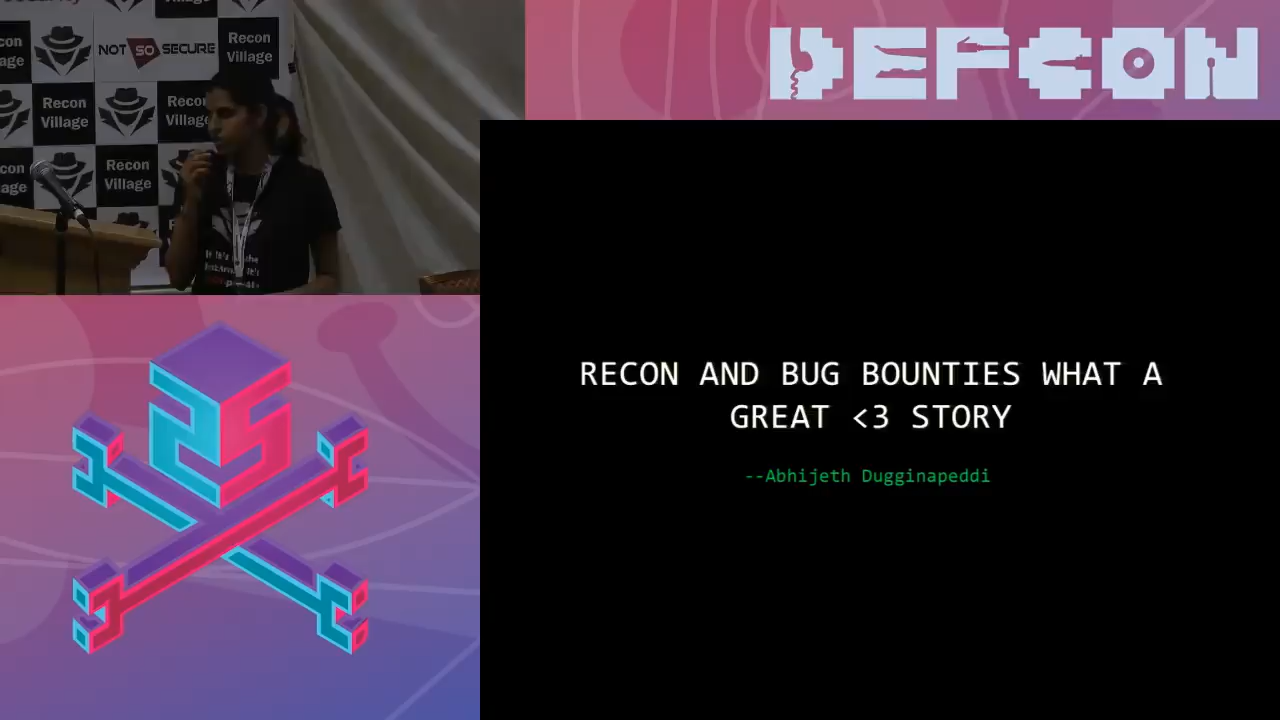 NOT SO SECURE
Recon
Village
Recon
Village
Recon
Village
Recon
Village
DEFCON
RECON AND BUG BOUNTIES WHAT A
GREAT <3 STORY
--Abhijeth Dugginapeddi